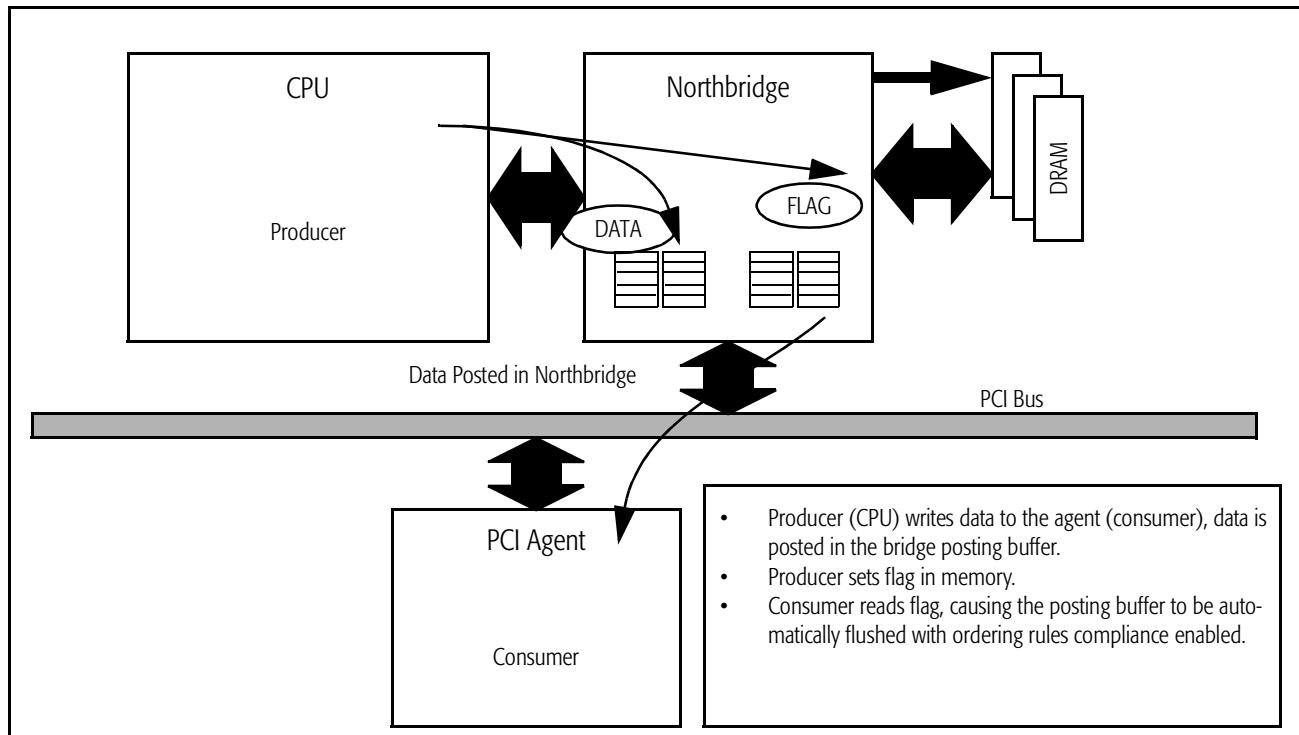 CPU
Northbridge
Producer
DATA
FLAG
DRAM
Data Posted in Northbridge
PCI Bus
PCI Agent
Consumer
• Producer (CPU) writes data to the agent (consumer), data is
posted in the bridge posting buffer.
• Producer sets flag in memory.
• Consumer reads flag, causing the posting buffer to be auto-
matically flushed with ordering rules compliance enabled.